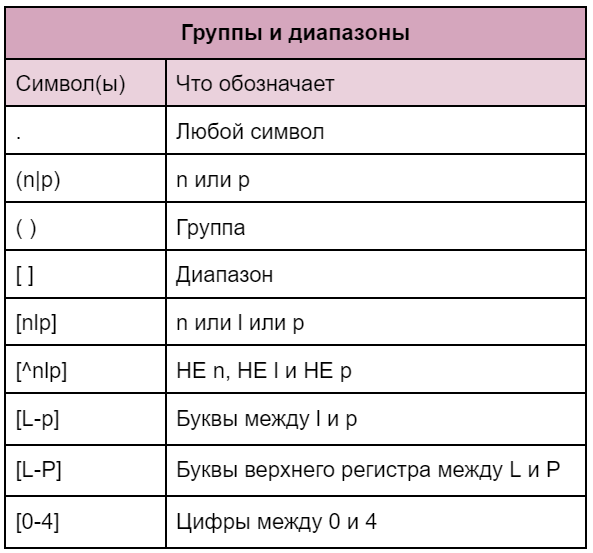 Группы и диапазоны
Символ(ы) Что обозначает
. Любой символ
(n|p) n или p
( ) Группа
[ ] Диапазон
[nlp] n или l или p
[^nlp] НЕ n, НЕ l и НЕ p
[L-p] Буквы между l и p
[L-P] Буквы верхнего регистра между L и P
[0-4] Цифры между 0 и 4